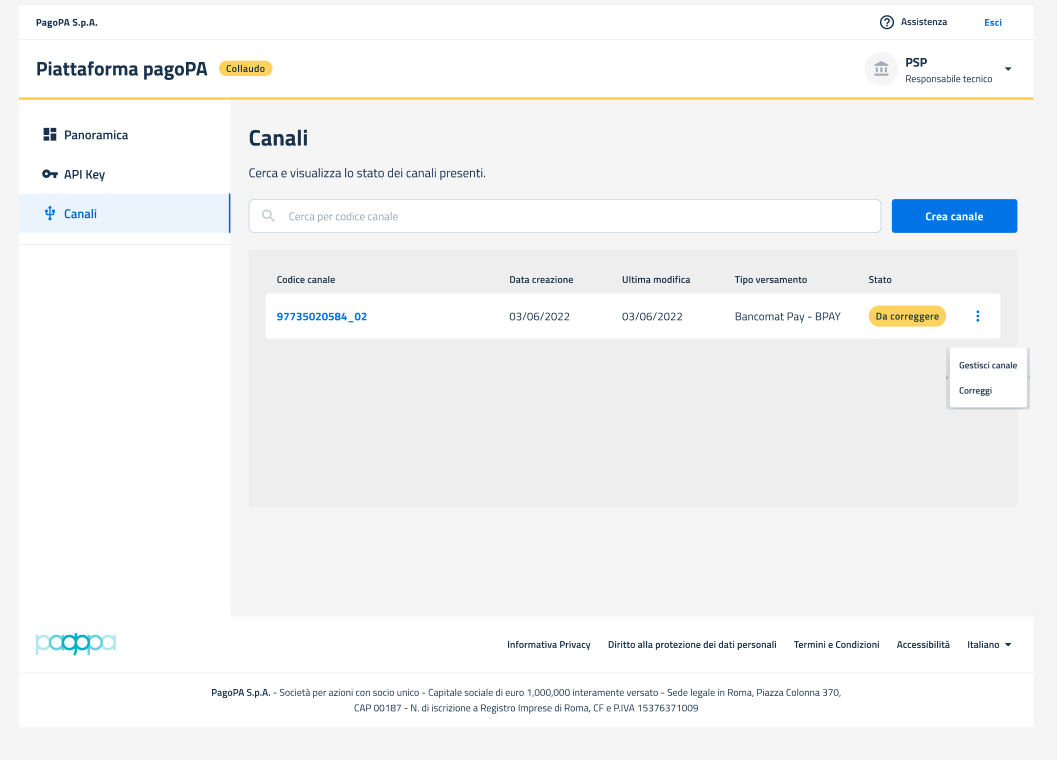 PagoPA S.p.A.
Assistenza
Esci
Piattaforma pagoPA
Collaudo
PSP
Responsabile tecnico
Panoramica
API Key
Canali
Canali
Cerca e visualizza lo stato dei canali presenti.
Cerca per codice canale
Crea canale
Codice canale Data creazione Ultima modifica Tipo versamento Stato
97735020584_02 03/06/2022 03/06/2022 Bancomat Pay - BPAY Da correggere
Gestisci canale
Correggi
pagopa
Informativa Privacy Diritto alla protezione dei dati personali Termini e Condizioni Accessibilità Italiano
PagoPA S.p.A. - Società per azioni con socio unico - Capitale sociale di euro 1,000,000 interamente versato - Sede legale in Roma, Piazza Colonna 370,
CAP 00187 - N. di iscrizione a Registro Imprese di Roma, CF e P.IVA 15376371009